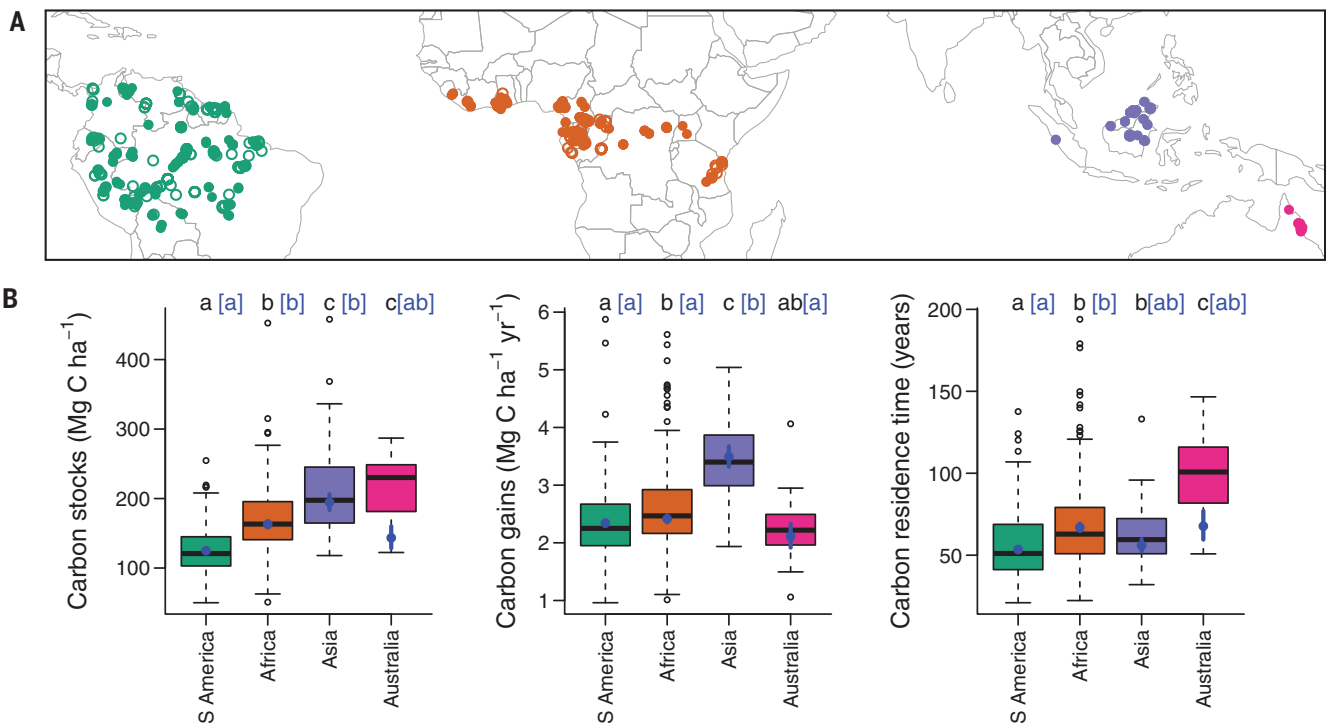 A
B
a [a] b [b] c [b] c[ab]
Carbon stocks (Mg C ha−1)
400
300
200
100
S America
Africa
Asia
Australia
a [a] b [a] c [b] ab[a]
Carbon gains (Mg C ha−1 yr−1)
6
5
4
3
2
1
S America
Africa
Asia
Australia
a [a] b [b] b[ab] c[ab]
Carbon residence time (years)
200
150
100
50
S America
Africa
Asia
Australia